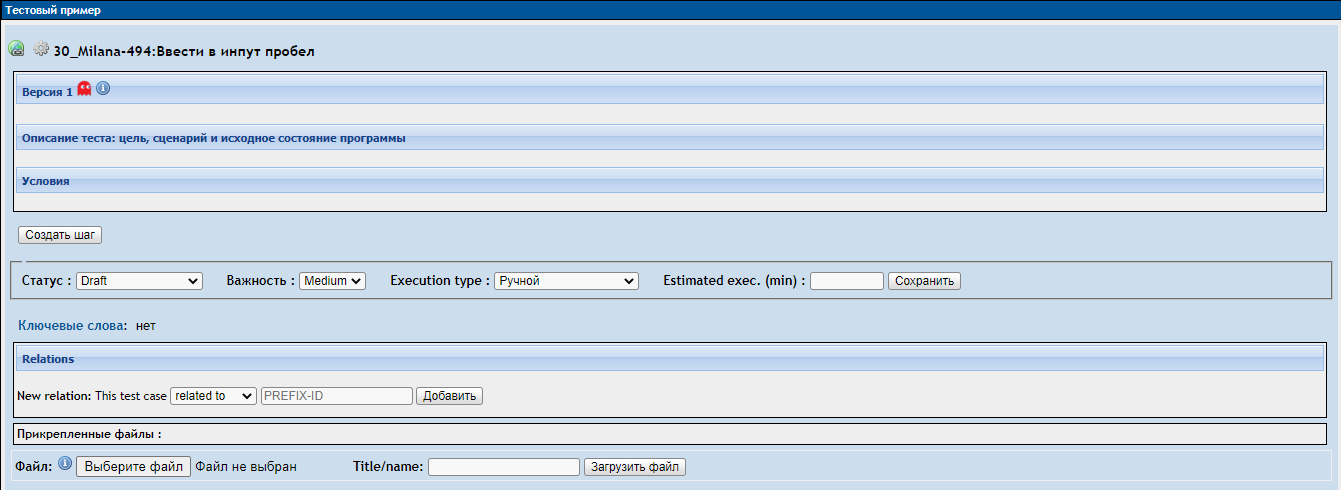 Тестовый пример
30_Milana-494:Ввести в инпут пробел
Версия 1
Описание теста: цель, сценарий и исходное состояние программы
Условия
Создать шаг
Статус : Draft Важность : Medium Execution type : Ручной Estimated exec. (min) : Сохранить
Ключевые слова: нет
Relations
New relation: This test case related to PREFIX-ID Добавить
Прикрепленные файлы :
Файл: Выберите файл Файл не выбран Title/name: Загрузить файл